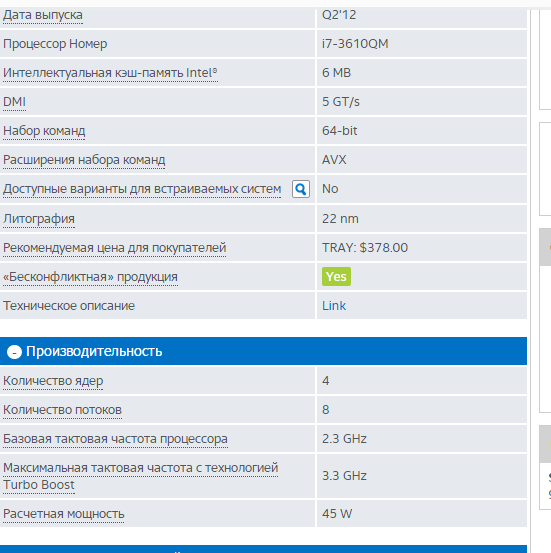 Дата выпуска Q2'12
Процессор Номер i7-3610QM
Интеллектуальная кэш-память Intel® 6 MB
DMI 5 GT/s
Набор команд 64-bit
Расширения набора команд AVX
Доступные варианты для встраиваемых систем No
Литография 22 nm
Рекомендуемая цена для покупателей TRAY: $378.00
«Бесконфликтная» продукция Yes
Техническое описание Link
- Производительность
Количество ядер 4
Количество потоков 8
Базовая тактовая частота процессора 2.3 GHz
Максимальная тактовая частота с технологией
Turbo Boost 3.3 GHz
Расчетная мощность 45 W